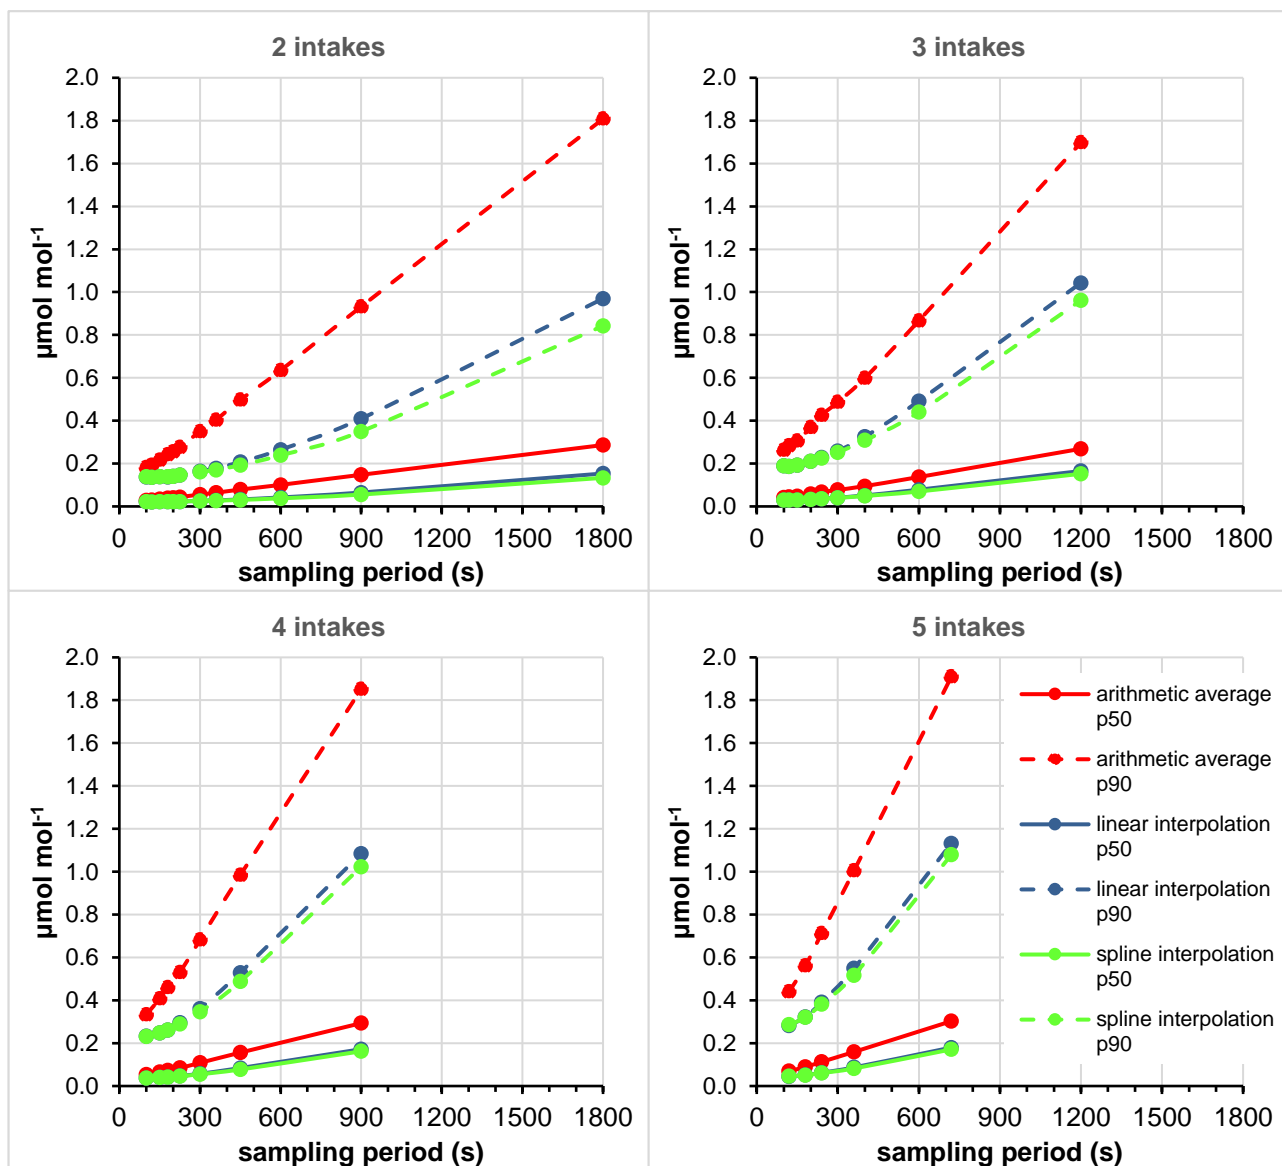 2 intakes
2.0
1.8
1.6
1.4
1.2
1.0
0.8
0.6
0.4
0.2
0.0
µmol mol⁻¹
0 300 600 900 1200 1500 1800
sampling period (s)
3 intakes
2.0
1.8
1.6
1.4
1.2
1.0
0.8
0.6
0.4
0.2
0.0
µmol mol⁻¹
0 300 600 900 1200 1500 1800
sampling period (s)
4 intakes
2.0
1.8
1.6
1.4
1.2
1.0
0.8
0.6
0.4
0.2
0.0
µmol mol⁻¹
0 300 600 900 1200 1500 1800
sampling period (s)
5 intakes
2.0
1.8
1.6
1.4
1.2
1.0
0.8
0.6
0.4
0.2
0.0
µmol mol⁻¹
0 300 600 900 1200 1500 1800
sampling period (s)
arithmetic average
p50
arithmetic average
p90
linear interpolation
p50
linear interpolation
p90
spline interpolation
p50
spline interpolation
p90